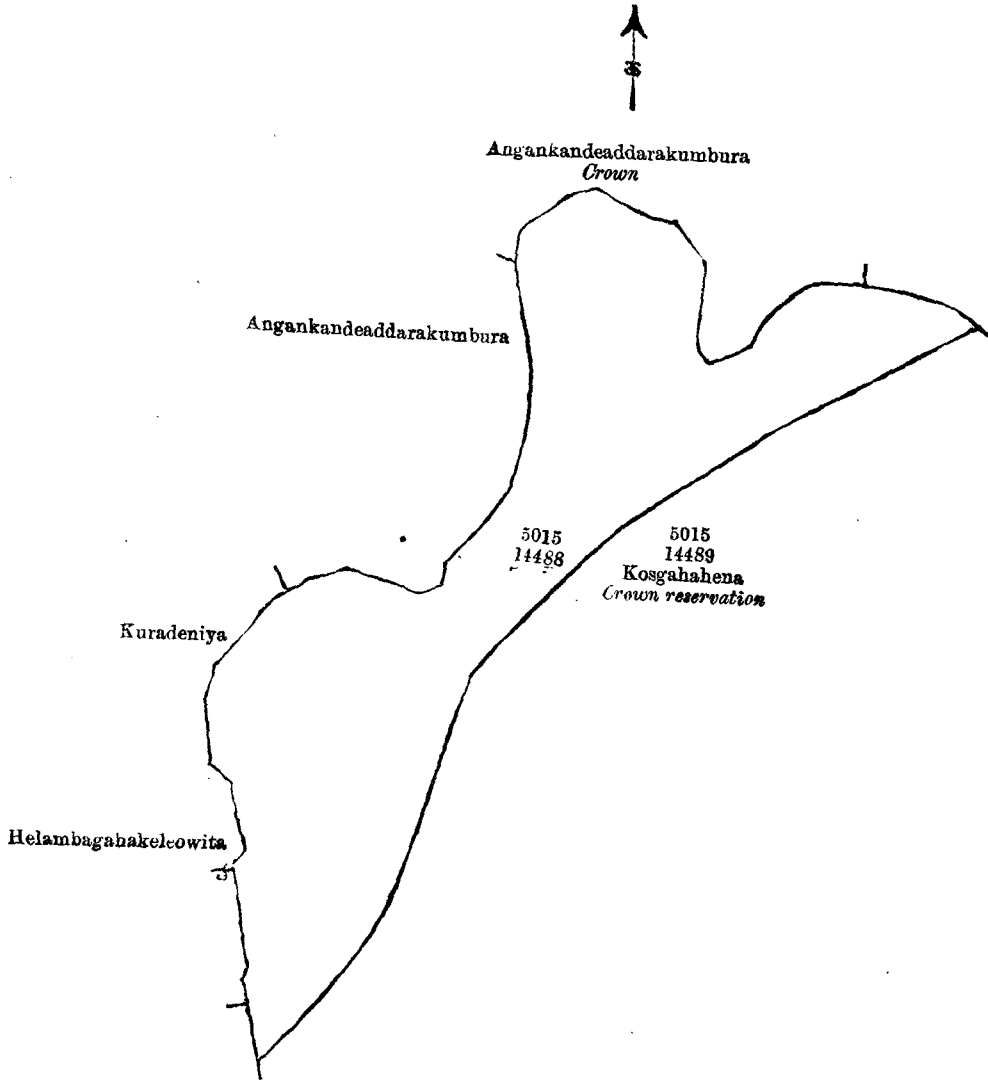 Angankandeaddarakumbura
Crown
Angankandeaddarakumbura
5015
14488
5015
14489
Kosgahahena
Crown reservation
Kuradeniya
Helambagahakeleowita